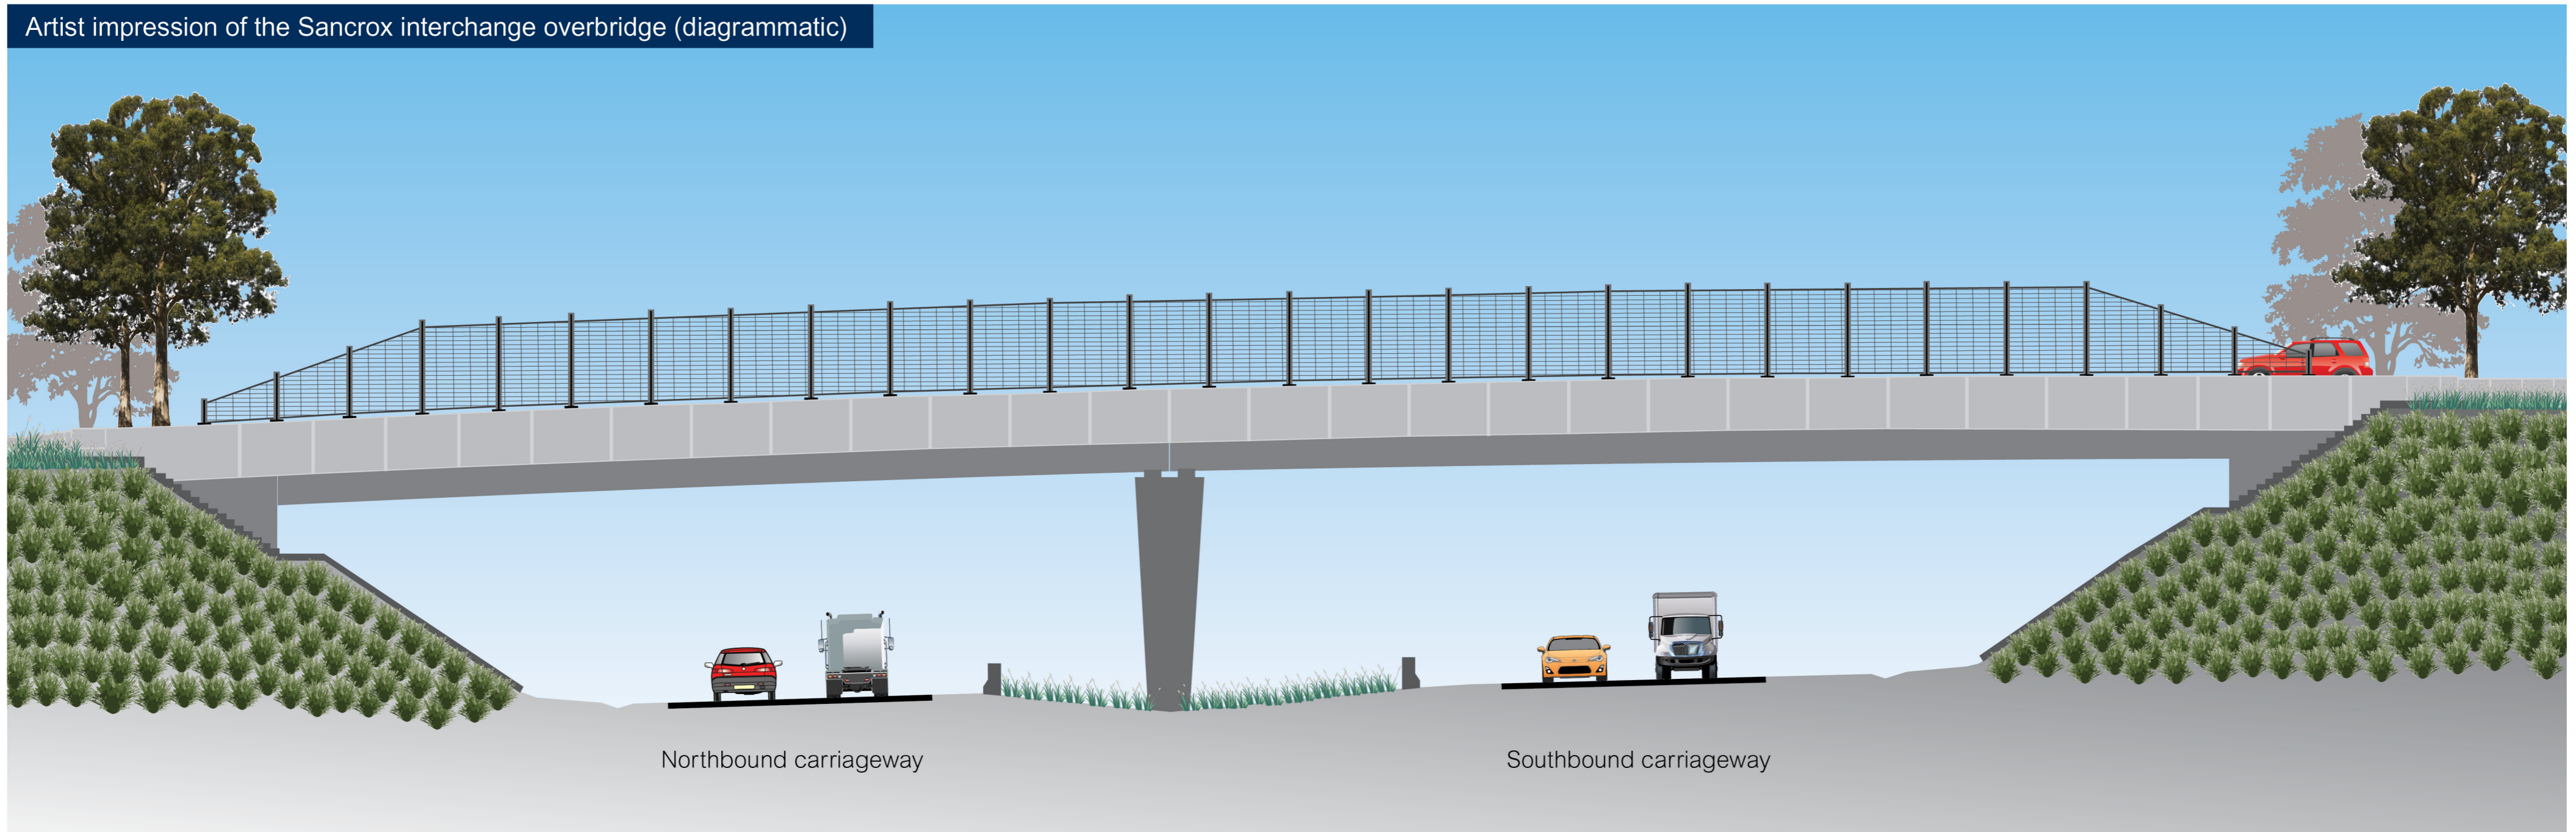 Artist impression of the Sancrox interchange overbridge (diagrammatic)
Northbound carriageway
Southbound carriageway